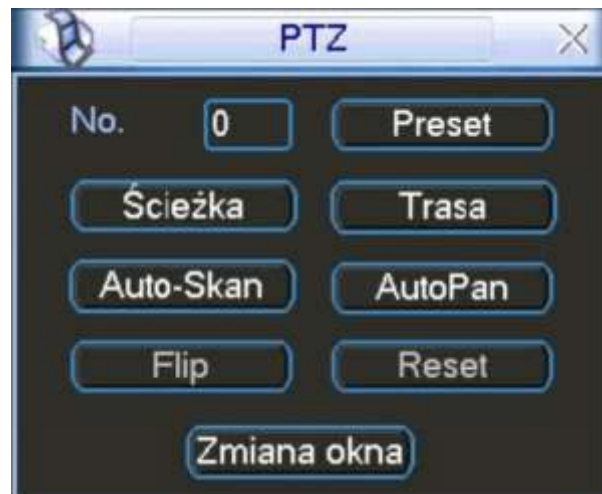 PTZ
No. 0 Preset
Ścieżka Trasa
Auto-Skan AutoPan
Flip Reset
Zmiana okna